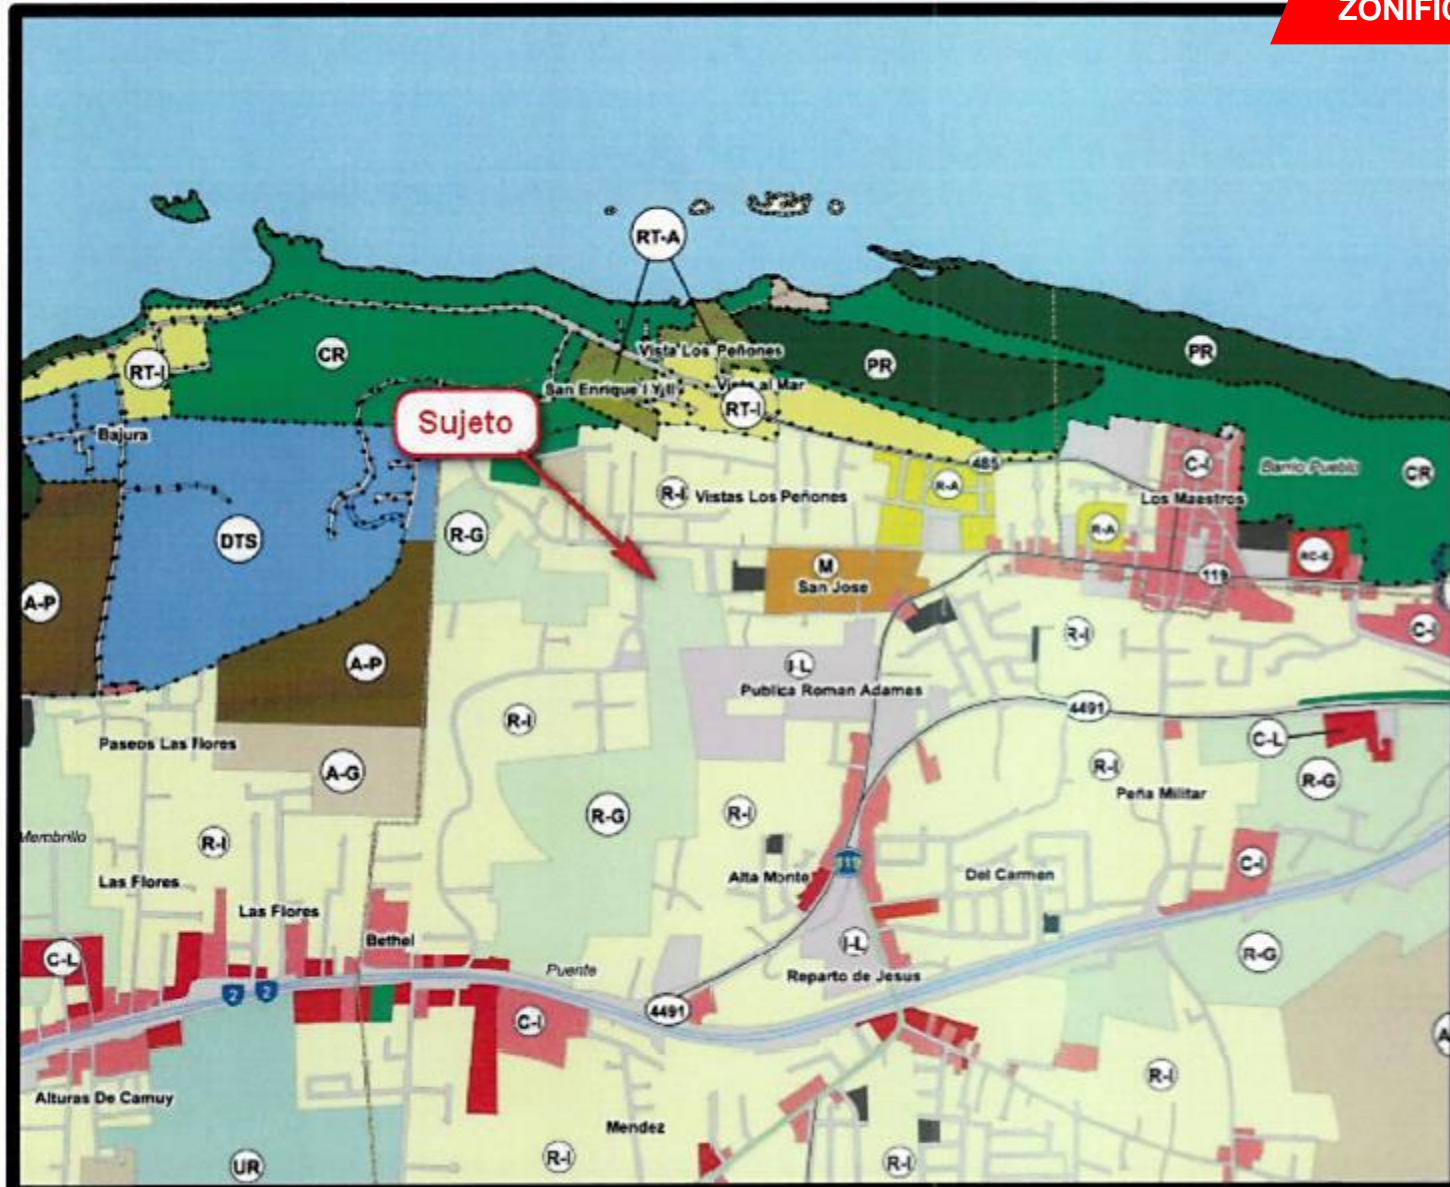 ZONIFIC
RT-A
CR
PR
PR
Vista Los Peñones
RT-I
San Enrique I Y II
Vista al Mar
Sujeto
RT-I
Bajura
C-I
Barrio Pueblo
485
CR
R-I
Vistas Los Peñones
R-A
Los Maestros
R-G
R-A
DTS
M
San Jose
119
A-P
R-I
C-I
A-P
I-L
Publica Roman Adames
4491
R-I
C-L
Paseos Las Flores
A-G
R-I
R-G
Peña Militar
R-G
R-I
Membrillo
R-I
119
C-I
Las Flores
Alta Monte
Del Carmen
Las Flores
Bethel
I-L
C-L
R-G
Puente
Reparto de Jesus
2
2
4491
C-I
R-I
Alturas De Camuy
Mendez
UR
R-I
R-I